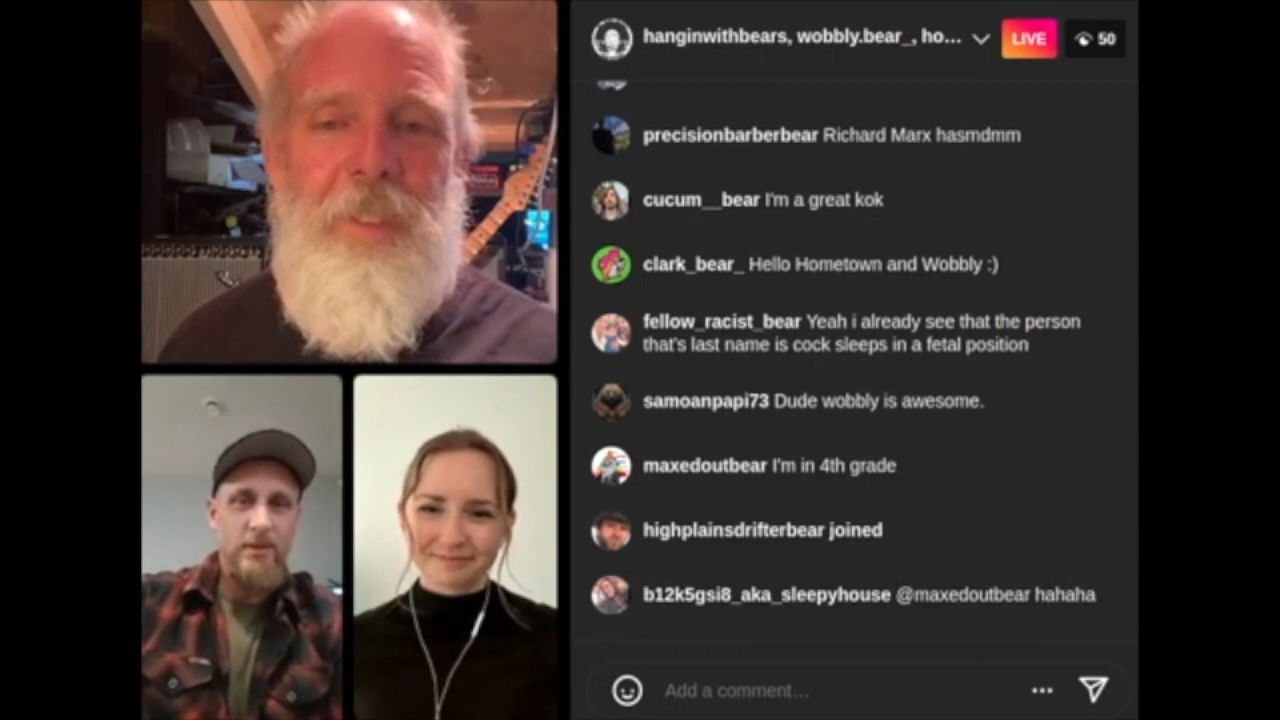 hanginwithbears, wobbly.bear_, ho...
LIVE
50
precisionbarberbear Richard Marx hasmdmm
cucum__bear I'm a great kok
clark_bear_ Hello Hometown and Wobbly :)
fellow_racist_bear Yeah i already see that the person
that's last name is cock sleeps in a fetal position
samoanpapi73 Dude wobbly is awesome.
maxedoutbear I'm in 4th grade
highplainsdrifterbear joined
b12k5gsi8_aka_sleepyhouse @maxedoutbear hahaha
Add a comment...